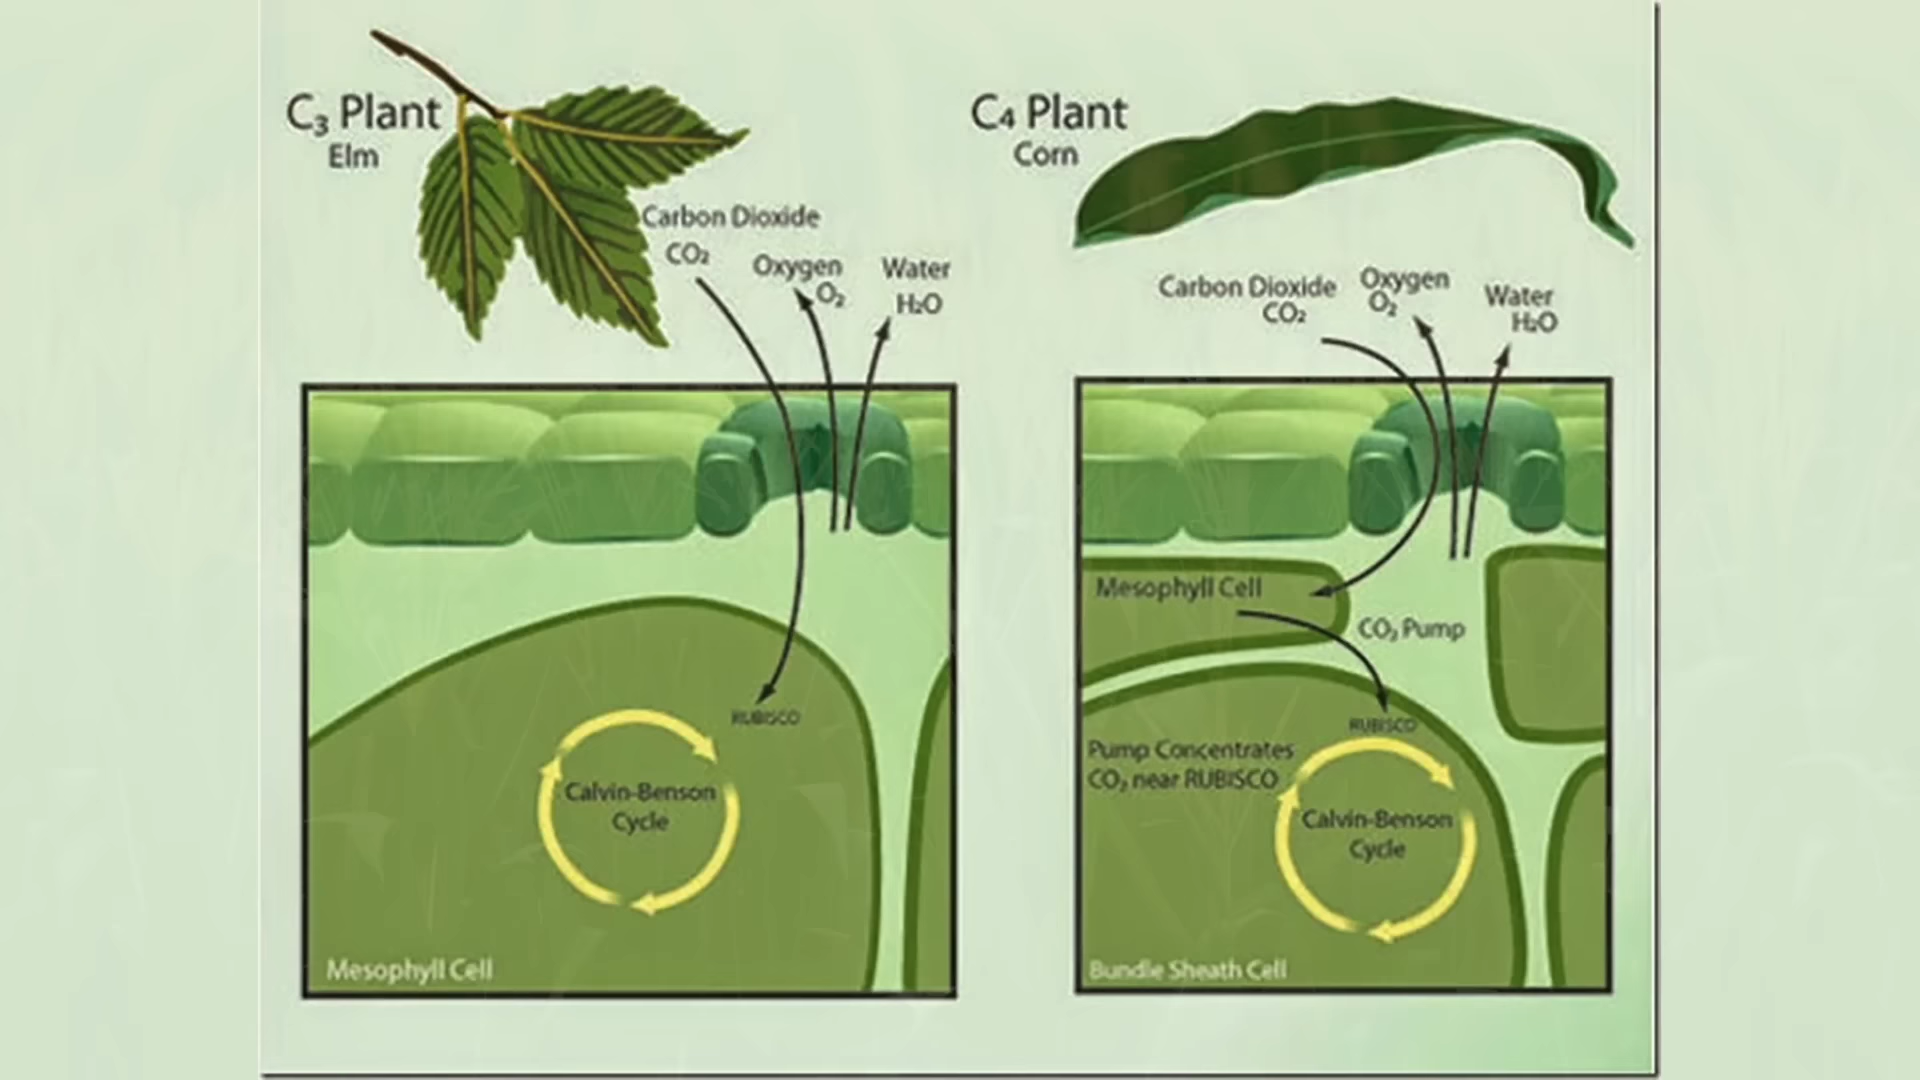 C₃ Plant
Elm
Carbon Dioxide
CO₂
Oxygen
O₂
Water
H₂O
RUBISCO
Calvin-Benson
Cycle
Mesophyll Cell
C₄ Plant
Corn
Carbon Dioxide
CO₂
Oxygen
O₂
Water
H₂O
Mesophyll Cell
CO₂ Pump
RUBISCO
Pump Concentrates
CO₂ near RUBISCO
Calvin-Benson
Cycle
Bundle Sheath Cell